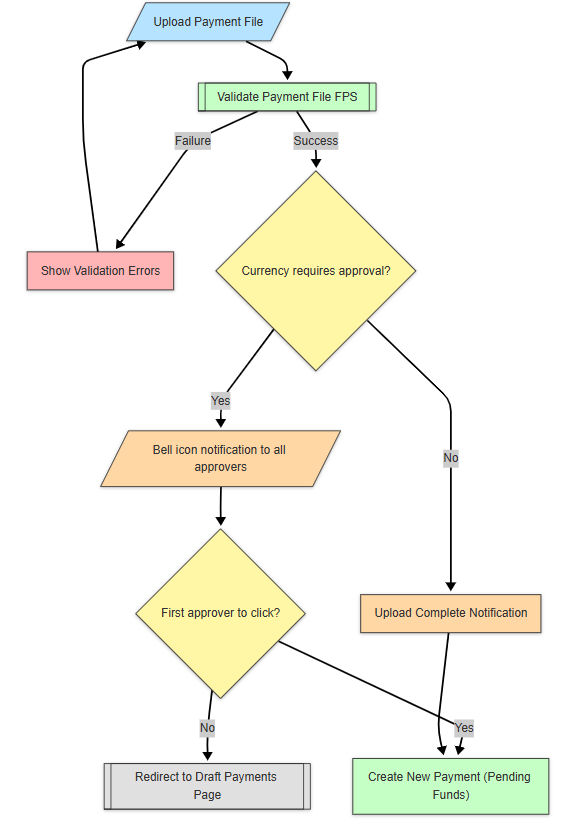 Upload Payment File
Validate Payment File FPS
Failure
Success
Show Validation Errors
Currency requires approval?
Yes
Bell icon notification to all
approvers
No
First approver to click?
Upload Complete Notification
No
Yes
Redirect to Draft Payments
Page
Create New Payment (Pending
Funds)